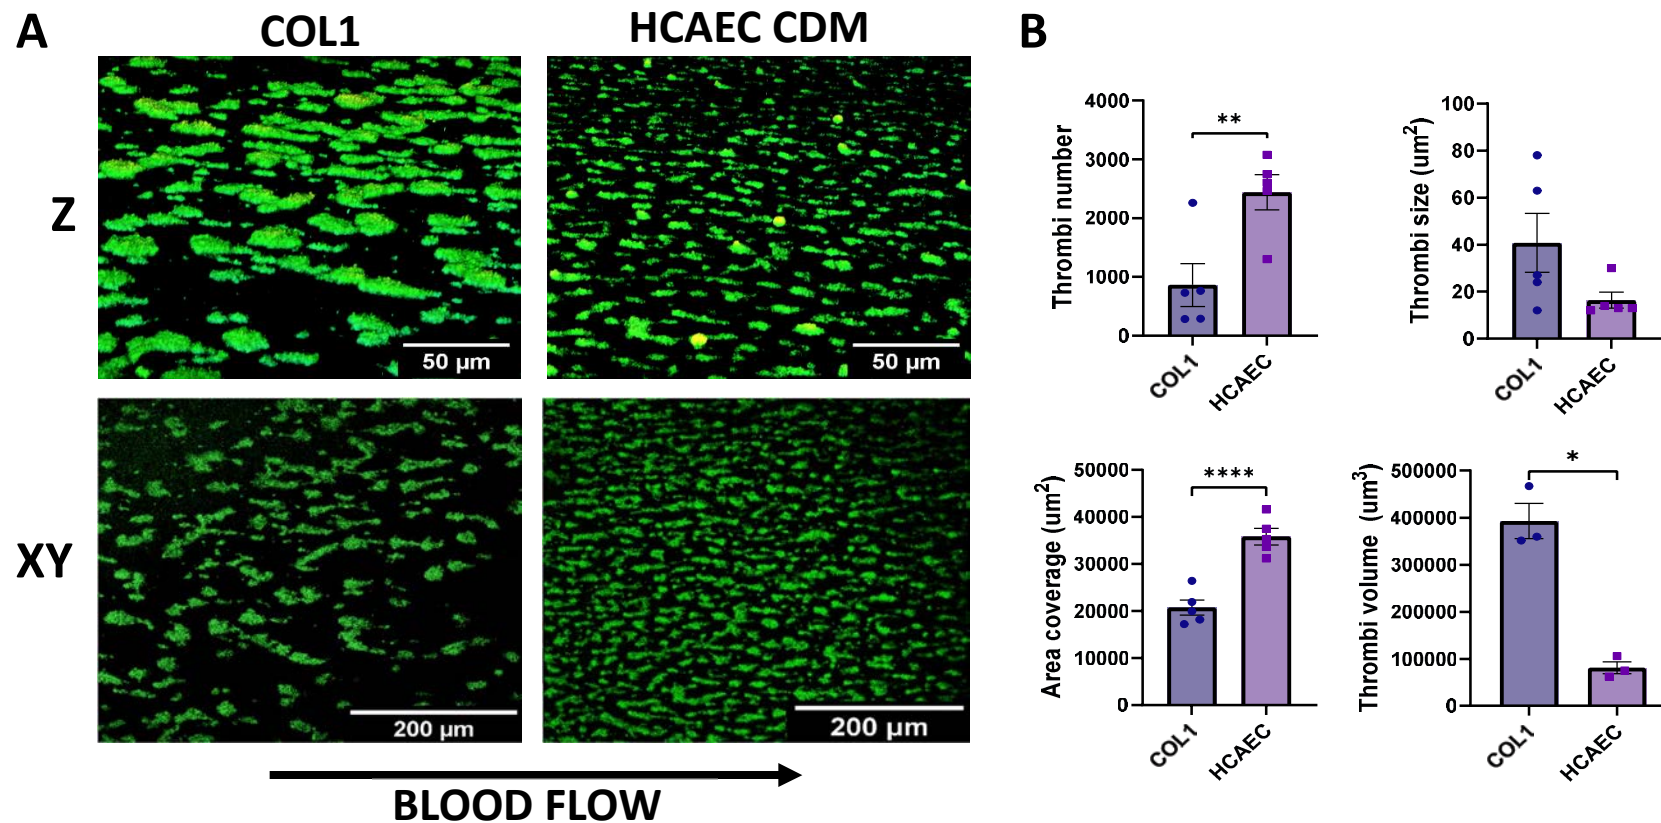 A
COL1
HCAEC CDM
Z
50 µm
50 µm
XY
200 µm
200 µm
BLOOD FLOW
B
Thrombi number
4000
3000
2000
1000
0
**
COL1
HCAEC
Thrombi size (um²)
100
80
60
40
20
0
COL1
HCAEC
Area coverage (um²)
50000
40000
30000
20000
10000
0
****
COL1
HCAEC
Thrombi volume (um³)
500000
400000
300000
200000
100000
0
*
COL1
HCAEC